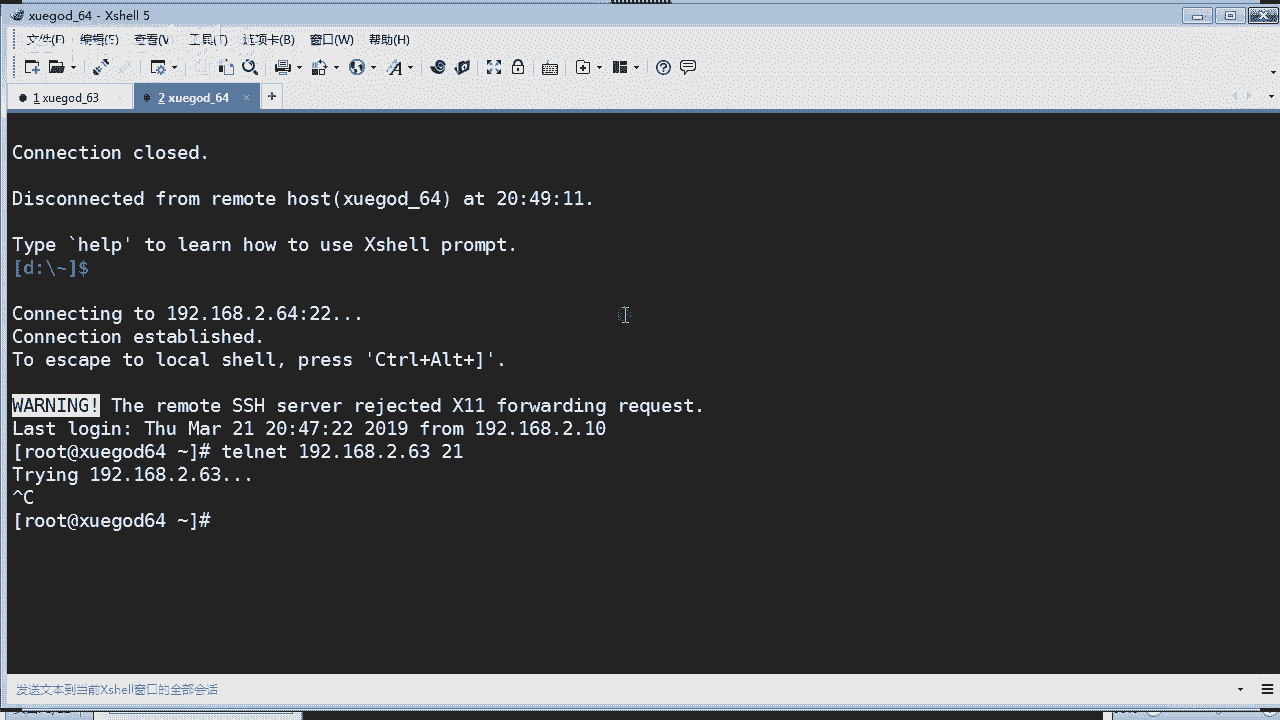 xuegod_64 - Xshell 5
文件(F) 编辑(E) 查看(V) 工具(T) 选项卡(B) 窗口(W) 帮助(H)
1 xuegod_63 2 xuegod_64 × +
Connection closed.
Disconnected from remote host(xuegod_64) at 20:49:11.
Type `help' to learn how to use Xshell prompt.
[d:\~]$
Connecting to 192.168.2.64:22...
Connection established.
To escape to local shell, press 'Ctrl+Alt+]'.
WARNING! The remote SSH server rejected X11 forwarding request.
Last login: Thu Mar 21 20:47:22 2019 from 192.168.2.10
[root@xuegod64 ~]# telnet 192.168.2.63 21
Trying 192.168.2.63...
^C
[root@xuegod64 ~]#
发送文本到当前Xshell窗口的全部会话